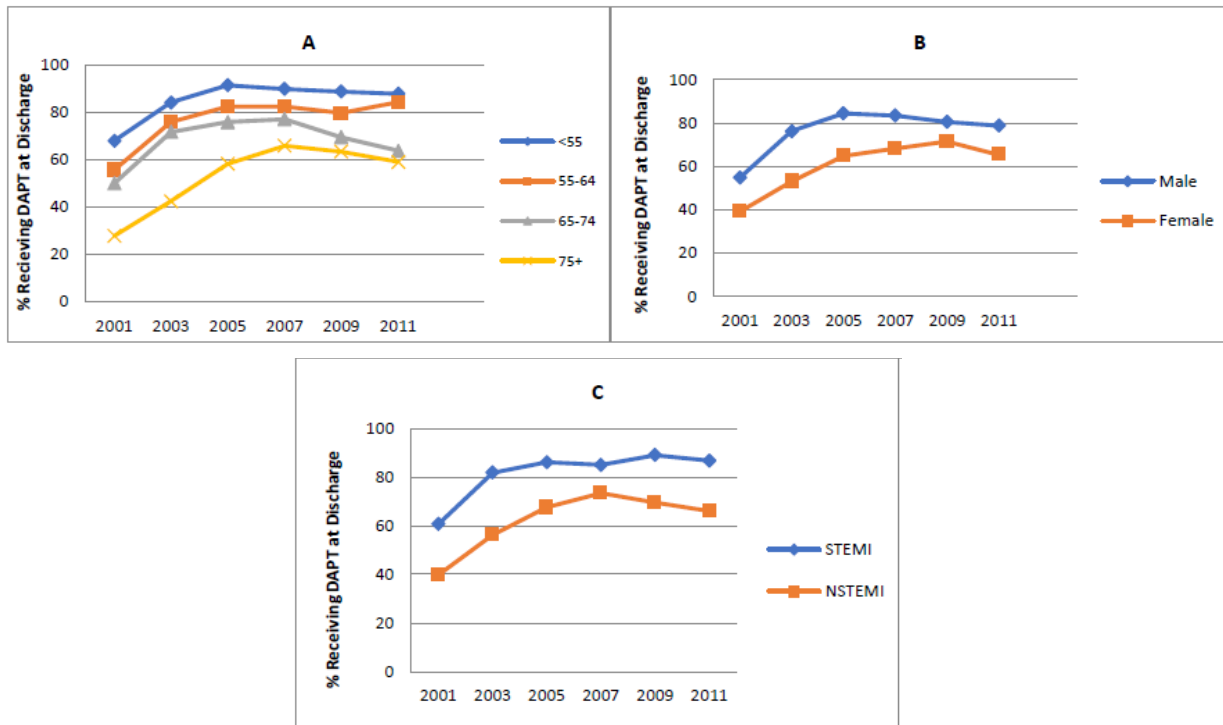 A
% Recieving DAPT at Discharge
100
80
60
40
20
0
2001 2003 2005 2007 2009 2011
<55
55-64
65-74
75+
B
% Receiving DAPT at Discharge
100
80
60
40
20
0
2001 2003 2005 2007 2009 2011
Male
Female
C
% Receiving DAPT at Discharge
100
80
60
40
20
0
2001 2003 2005 2007 2009 2011
STEMI
NSTEMI